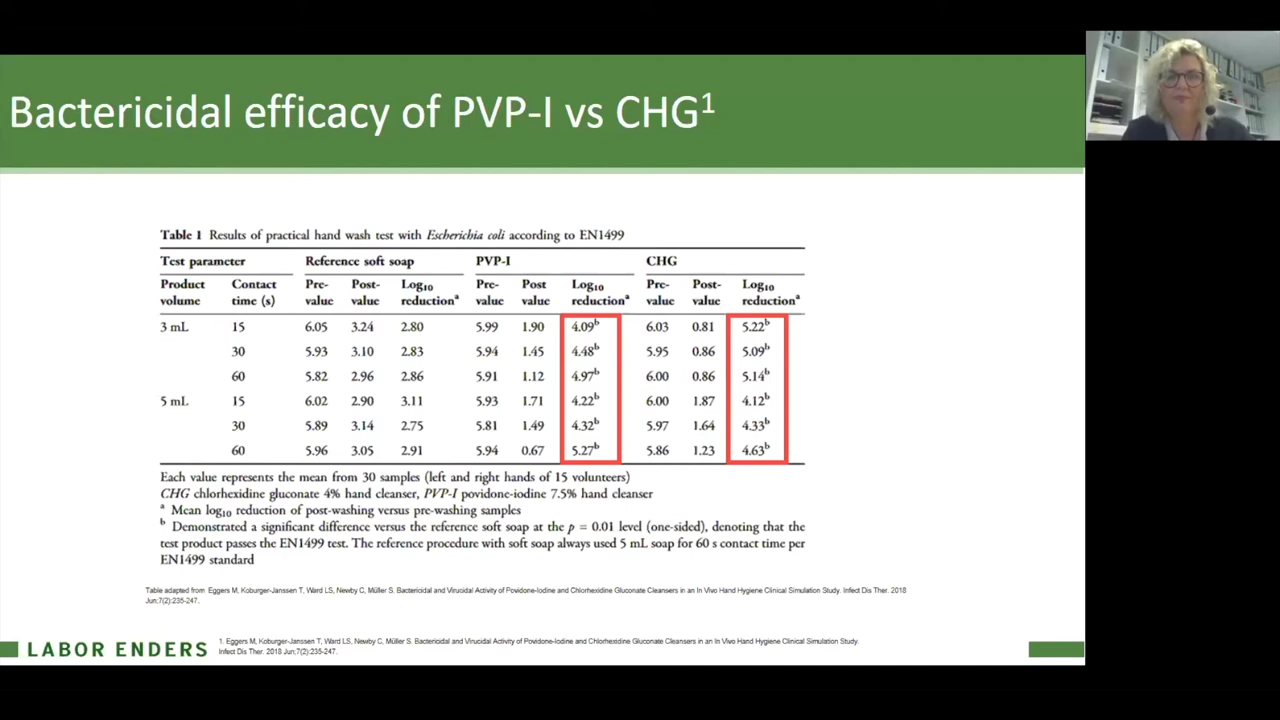 Bactericidal efficacy of PVP-I vs CHG1
Table 1 Results of practical hand wash test with Escherichia coli according to EN1499
Test parameter Reference soft soap PVP-I CHG
Product volume Contact time (s) Pre-value Post-value Log10 reductiona Pre-value Post value Log10 reductiona Pre-value Post-value Log10 reductiona
3 mL 15 6.05 3.24 2.80 5.99 1.90 4.09b 6.03 0.81 5.22b
30 5.93 3.10 2.83 5.94 1.45 4.48b 5.95 0.86 5.09b
60 5.82 2.96 2.86 5.91 1.12 4.97b 6.00 0.86 5.14b
5 mL 15 6.02 2.90 3.11 5.93 1.71 4.22b 6.00 1.87 4.12b
30 5.89 3.14 2.75 5.81 1.49 4.32b 5.97 1.64 4.33b
60 5.96 3.05 2.91 5.94 0.67 5.27b 5.86 1.23 4.63b
Each value represents the mean from 30 samples (left and right hands of 15 volunteers)
CHG chlorhexidine gluconate 4% hand cleanser, PVP-I povidone-iodine 7.5% hand cleanser
a Mean log10 reduction of post-washing versus pre-washing samples
b Demonstrated a significant difference versus the reference soft soap at the p = 0.01 level (one-sided), denoting that the
test product passes the EN1499 test. The reference procedure with soft soap always used 5 mL soap for 60 s contact time per
EN1499 standard
Table adapted from Eggers M, Koburger-Janssen T, Ward LS, Newby C, Müller S. Bactericidal and Virucidal Activity of Povidone-Iodine and Chlorhexidine Gluconate Cleansers in an In Vivo Hand Hygiene Clinical Simulation Study. Infect Dis Ther. 2018
Jun;7(2):235-247.
LABOR ENDERS
1. Eggers M, Koburger-Janssen T, Ward LS, Newby C, Müller S. Bactericidal and Virucidal Activity of Povidone-Iodine and Chlorhexidine Gluconate Cleansers in an In Vivo Hand Hygiene Clinical Simulation Study.
Infect Dis Ther. 2018 Jun;7(2):235-247.